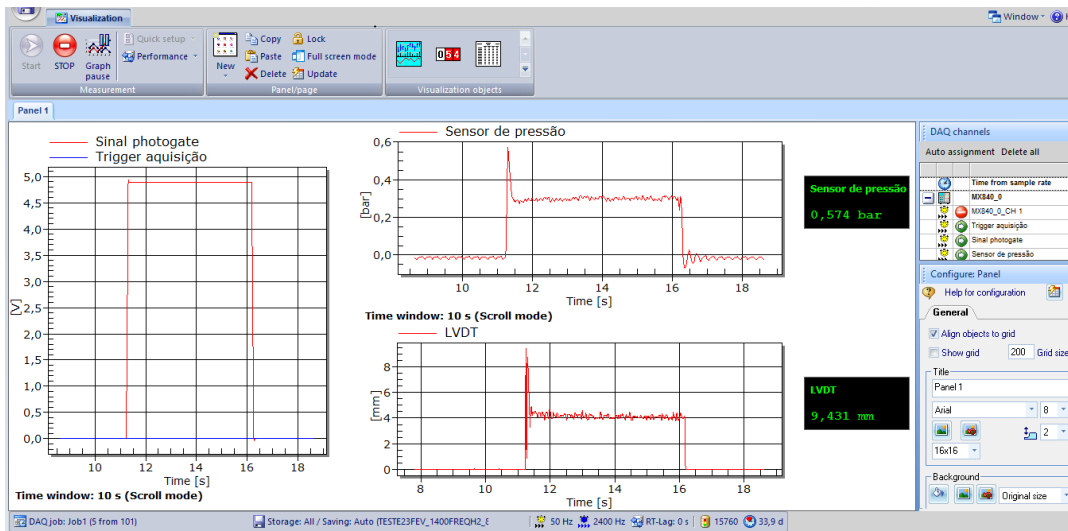 Visualization
Window
Start
STOP
Graph pause
Quick setup
Performance
Measurement
New
Copy
Paste
Delete
Lock
Full screen mode
Update
Panel/page
054
Visualization objects
Panel 1
Sinal photogate
Trigger aquisição
[V]
5,0
4,5
4,0
3,5
3,0
2,5
2,0
1,5
1,0
0,5
0,0
10 12 14 16 18
Time [s]
Time window: 10 s (Scroll mode)
Sensor de pressão
[bar]
0,6
0,4
0,2
0,0
10 12 14 16 18
Time [s]
Time window: 10 s (Scroll mode)
LVDT
[mm]
8
6
4
2
0
8 10 12 14 16 18
Time [s]
Sensor de pressão
0,574 bar
LVDT
9,431 mm
DAQ channels
Auto assignment Delete all
Time from sample rate
MX840_0
MX840_0_CH 1
Trigger aquisição
Sinal photogate
Sensor de pressão
Configure: Panel
Help for configuration
General
Align objects to grid
Show grid 200 Grid size
Title
Panel 1
Arial 8
2
16x16
Background
Original size
DAQ job: Job1 (5 from 101)
Storage: All / Saving: Auto (TESTE23FEV_1400FREQH2_E
50 Hz 2400 Hz RT-Lag: 0 s 15760 33,9 d